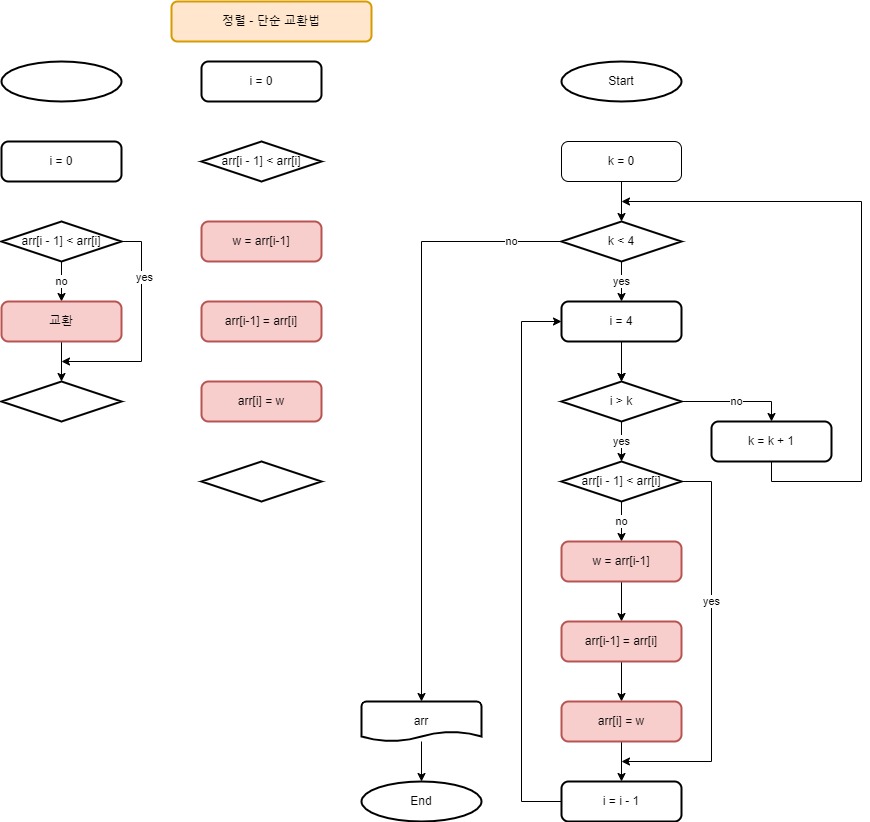 정렬 - 단순 교환법
i = 0
arr[i - 1] < arr[i]
no
yes
교환
i = 0
arr[i - 1] < arr[i]
w = arr[i-1]
arr[i-1] = arr[i]
arr[i] = w
Start
k = 0
k < 4
no
yes
i = 4
i > k
no
k = k + 1
yes
arr[i - 1] < arr[i]
no
yes
w = arr[i-1]
arr[i-1] = arr[i]
arr[i] = w
i = i - 1
arr
End